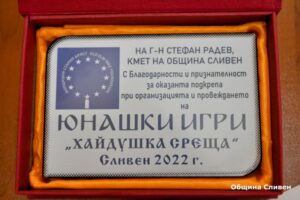 НА Г-Н СТЕФАН РАДЕВ,
КМЕТ НА ОБЩИНА СЛИВЕН
С Благодарности и признателност
за оказаната подкрепа
при организацията и провеждането
на
ЮНАШКИ ИГРИ
„ХАЙДУШКА СРЕЩА"
Сливен 2022 г.
Община Сливен